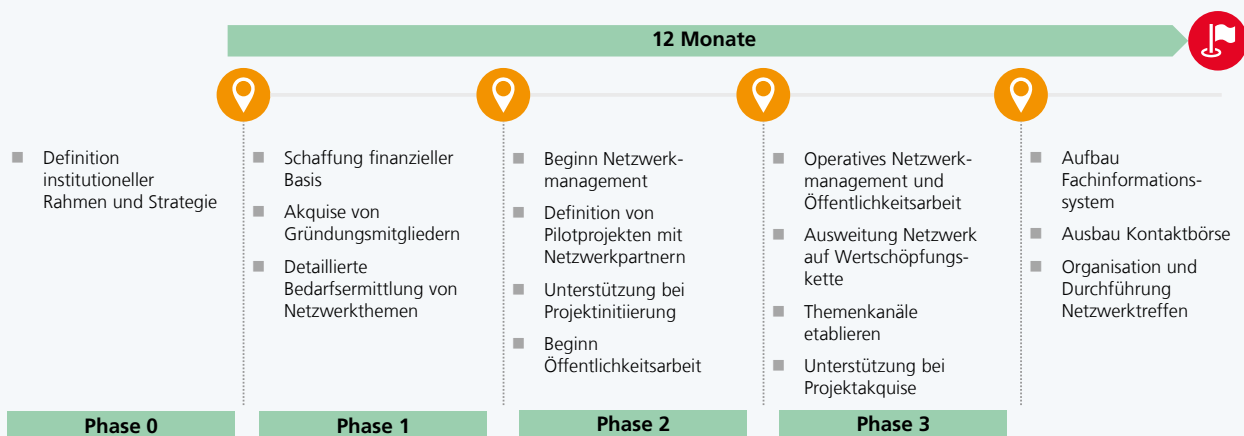 12 Monate
Definition
institutioneller
Rahmen und Strategie
Schaffung finanzieller
Basis
Akquise von
Gründungsmitgliedern
Detaillierte
Bedarfsermittlung von
Netzwerkthemen
Beginn Netzwerk-
management
Definition von
Pilotprojekten mit
Netzwerkpartnern
Unterstützung bei
Projektinitiierung
Beginn
Öffentlichkeitsarbeit
Operatives Netzwerk-
management und
Öffentlichkeitsarbeit
Ausweitung Netzwerk
auf Wertschöpfungs-
kette
Themenkanäle
etablieren
Unterstützung bei
Projektakquise
Aufbau
Fachinformations-
system
Ausbau Kontaktbörse
Organisation und
Durchführung
Netzwerktreffen
Phase 0
Phase 1
Phase 2
Phase 3